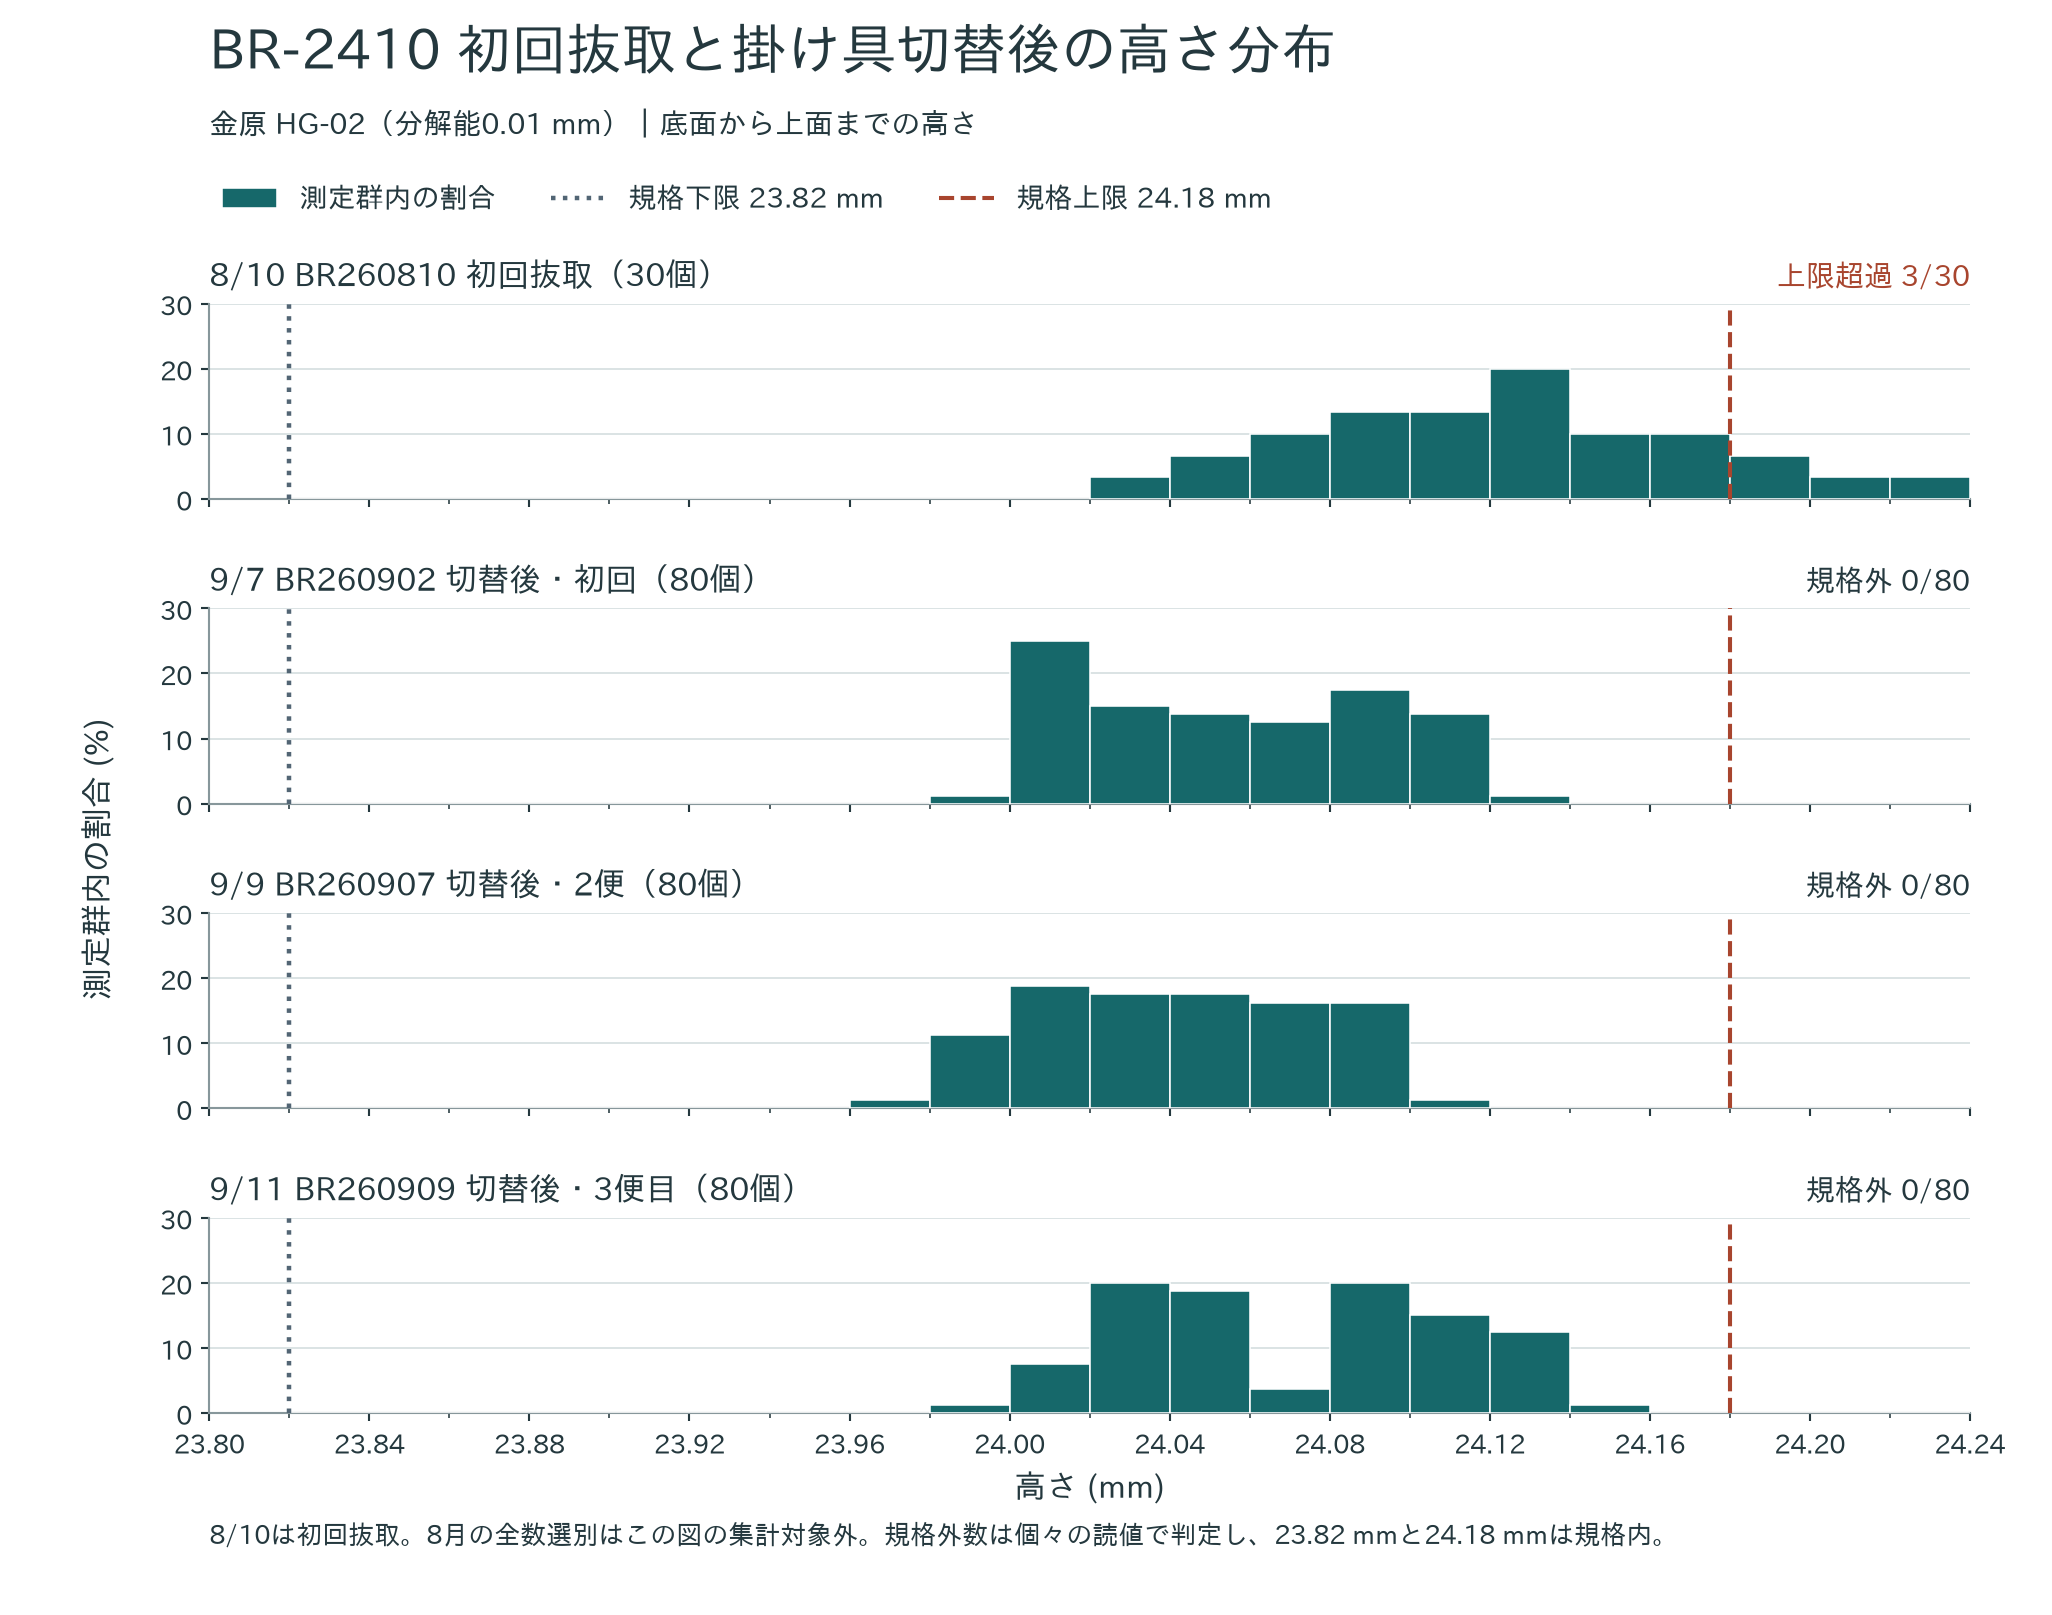 BR-2410 初回抜取と掛け具切替後の高さ分布
金原 HG-02（分解能0.01 mm）｜底面から上面までの高さ
測定群内の割合 規格下限 23.82 mm 規格上限 24.18 mm
8/10 BR260810 初回抜取（30個） 上限超過 3/30
30
20
10
0
9/7 BR260902 切替後・初回（80個） 規格外 0/80
30
20
10
0
測定群内の割合 (%)
9/9 BR260907 切替後・2便（80個） 規格外 0/80
30
20
10
0
9/11 BR260909 切替後・3便目（80個） 規格外 0/80
30
20
10
0
23.80 23.84 23.88 23.92 23.96 24.00 24.04 24.08 24.12 24.16 24.20 24.24
高さ (mm)
8/10は初回抜取。8月の全数選別はこの図の集計対象外。規格外数は個々の読値で判定し、23.82 mmと24.18 mmは規格内。